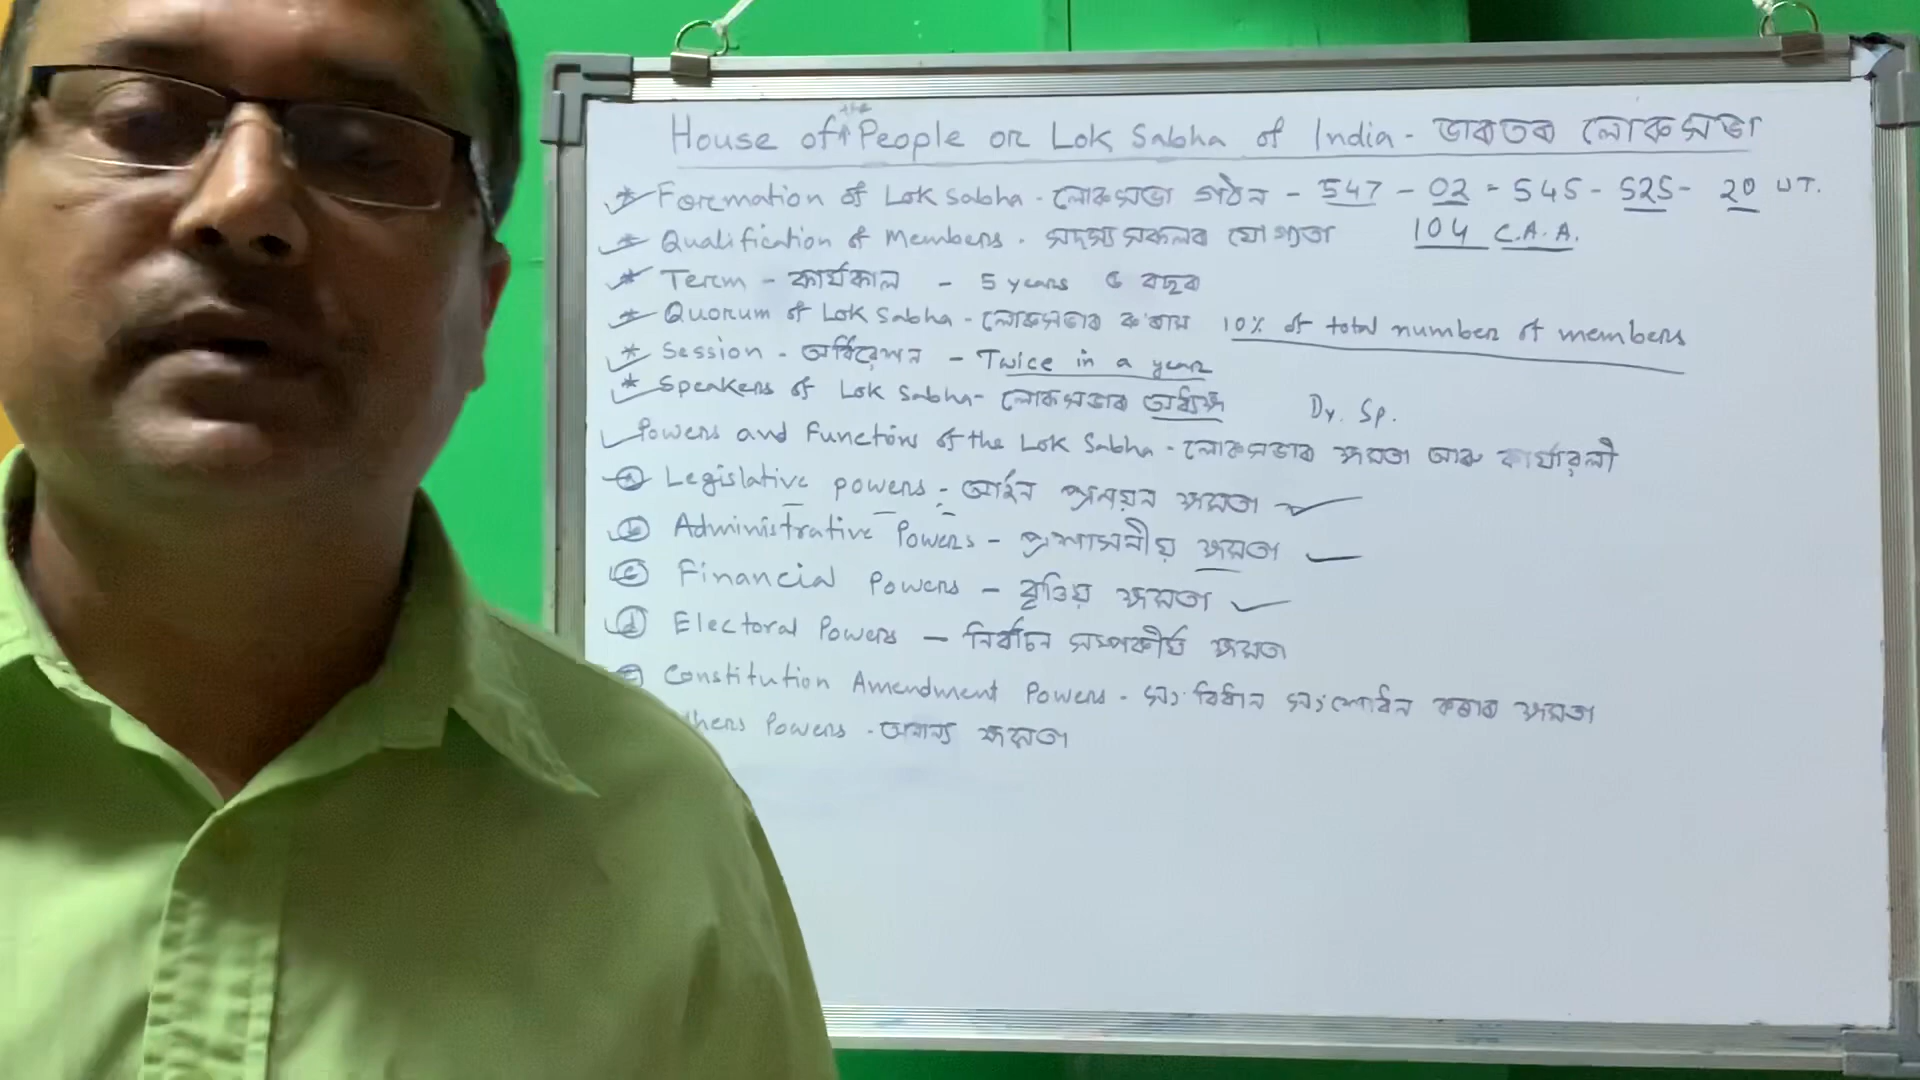 House of the People or Lok Sabha of India - ভাৰতৰ লোকসভা
* Formation of Lok Sabha - লোকসভা গঠন - 547 - 02 = 545 - 525 - 20 UT.
* Qualification of Members - সদস্য সকলৰ যোগ্যতা 104 C.A.A.
* Term - কাৰ্যকাল - 5 years ৫ বছৰ
* Quorum of Lok Sabha - লোকসভাৰ ক'ৰাম 10% of total number of members
* Session - অধিৱেশন - Twice in a year
* Speakers of Lok Sabha - লোকসভাৰ অধ্যক্ষ Dy. Sp.
Powers and Functions of the Lok Sabha - লোকসভাৰ ক্ষমতা আৰু কাৰ্যাৱলী
(a) Legislative powers - আইন প্ৰণয়ন ক্ষমতা
(b) Administrative Powers - প্ৰশাসনীয় ক্ষমতা
(c) Financial Powers - বৃত্তিয় ক্ষমতা
(d) Electoral Powers - নিৰ্বাচন সম্পৰ্কীয় ক্ষমতা
Constitution Amendment Powers - সংবিধান সংশোধন কৰাৰ ক্ষমতা
thers Powers - অন্যান্য ক্ষমতা